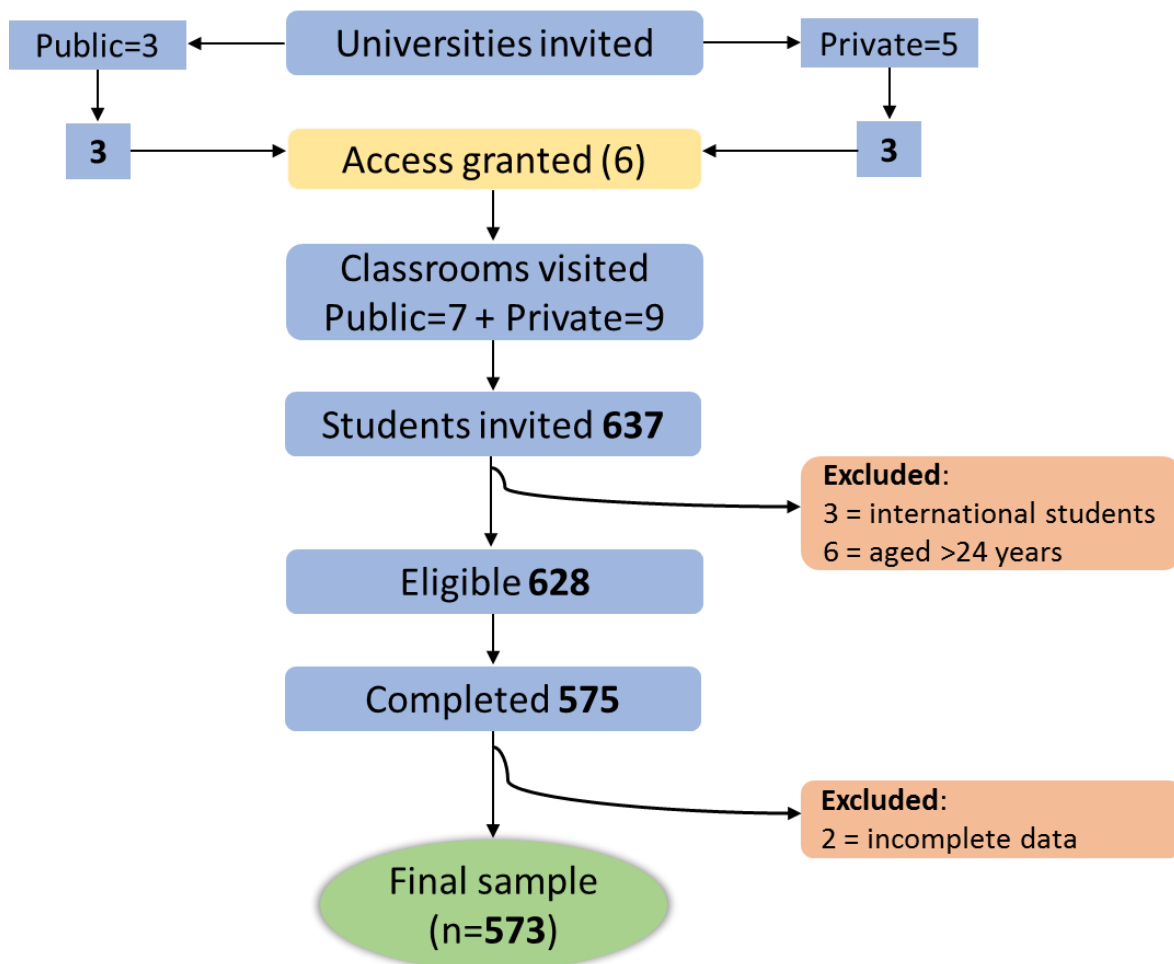 Public=3
Universities invited
Private=5
3
Access granted (6)
3
Classrooms visited
Public=7 + Private=9
Students invited 637
Excluded:
3 = international students
6 = aged >24 years
Eligible 628
Completed 575
Excluded:
2 = incomplete data
Final sample
(n=573)